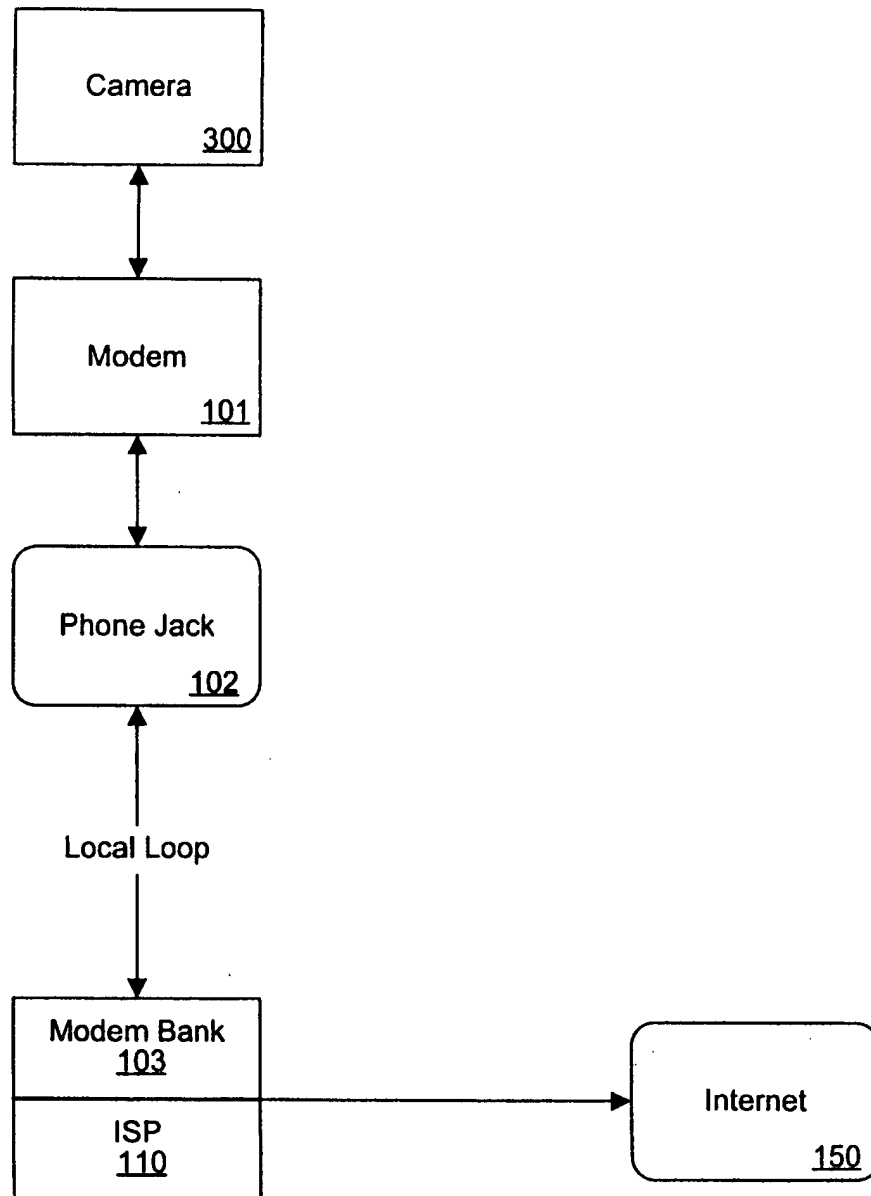 Camera
300
Modem
101
Phone Jack
102
Local Loop
Modem Bank
103
ISP
110
Internet
150